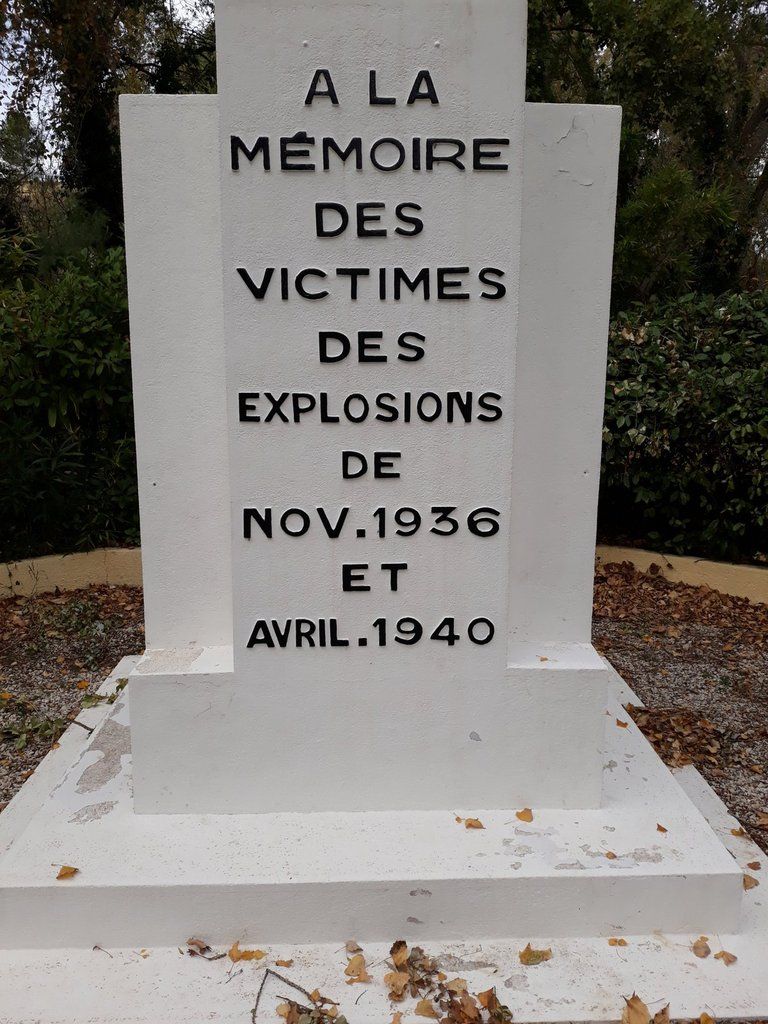 A LA
MÉMOIRE
DES
VICTIMES
DES
EXPLOSIONS
DE
NOV. 1936
ET
AVRIL. 1940